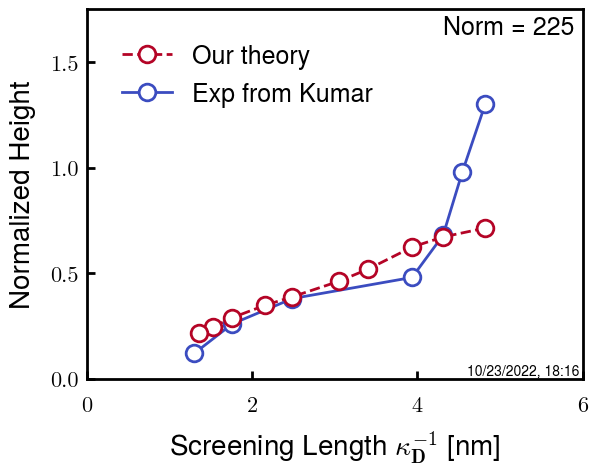 Norm = 225
Our theory
Exp from Kumar
Normalized Height
1.5
1.0
0.5
0.0
10/23/2022, 18:16
0 2 4 6
Screening Length κ_D^{-1} [nm]